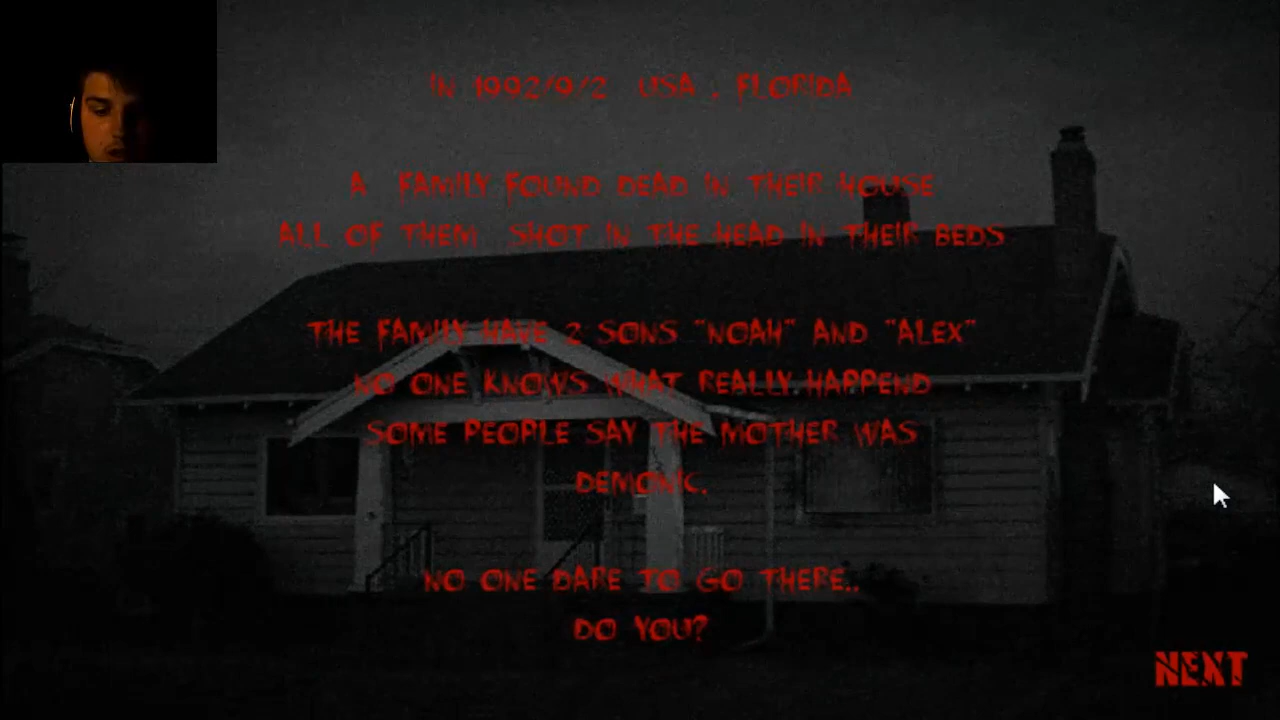 IN 1992/9/2 USA , FLORIDA
A FAMILY FOUND DEAD IN THEIR HOUSE
ALL OF THEM SHOT IN THE HEAD IN THEIR BEDS
THE FAMILY HAVE 2 SONS "NOAH" AND "ALEX"
NO ONE KNOWS WHAT REALLY HAPPEND
SOME PEOPLE SAY THE MOTHER WAS
DEMONIC.
NO ONE DARE TO GO THERE..
DO YOU?
NEXT